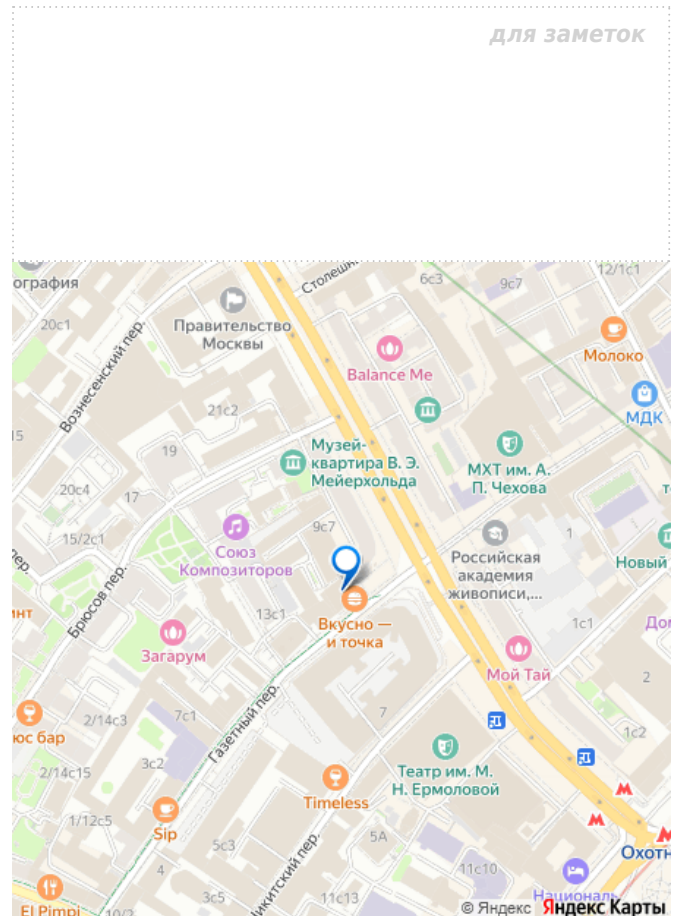 для заметок
ография
Столешн
6с3
9с7
12/1с1
20с1
Правительство
Москвы
Молоко
Balance Me
Вознесенский пер.
МДК
21с2
15
Музей-
квартира В. Э.
Мейерхольда
19
МХТ им. А.
П. Чехова
20с4
17
9с7
1
15/2с1
Союз
Композиторов
Российская
академия
живописи,...
Новый
пер.
Брюсов пер.
13с1
Вкусно —
и точка
1с1
Дом
Загарум
Мой Тай
2
7с1
7
2/14с3
юс бар
Газетный пер.
1с2
3с2
2/14с15
Театр им. М.
Н. Ермоловой
Timeless
1/12с5
Sip
5А
5с3
Охотн
4
11с10
икитский пер.
3с5
11с13
Националь
El Pimpi
10/2
© Яндекс Яндекс Карты